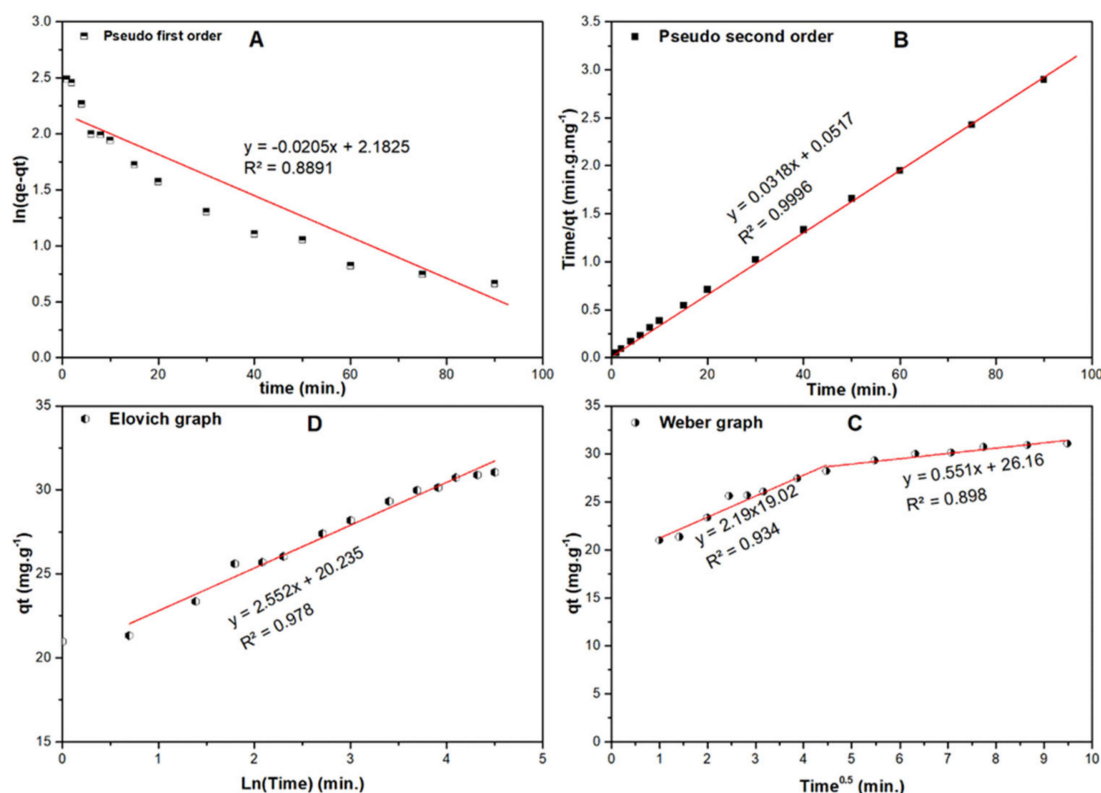 Pseudo first order
A
y = -0.0205x + 2.1825
R² = 0.8891
ln(qe-qt)
3.0
2.5
2.0
1.5
1.0
0.5
0.0
0 20 40 60 80 100
time (min.)
Pseudo second order
B
y = 0.0318x + 0.0517
R² = 0.9996
Time/qt (min.g.mg⁻¹)
3.5
3.0
2.5
2.0
1.5
1.0
0.5
0.0
0 20 40 60 80 100
Time (min.)
Elovich graph
D
y = 2.552x + 20.235
R² = 0.978
qt (mg.g⁻¹)
35
30
25
20
15
0 1 2 3 4 5
Ln(Time) (min.)
Weber graph
C
y = 2.19x19.02
R² = 0.934
y = 0.551x + 26.16
R² = 0.898
qt (mg.g⁻¹)
35
30
25
20
15
10
5
0
0 1 2 3 4 5 6 7 8 9 10
Time⁰·⁵ (min.)